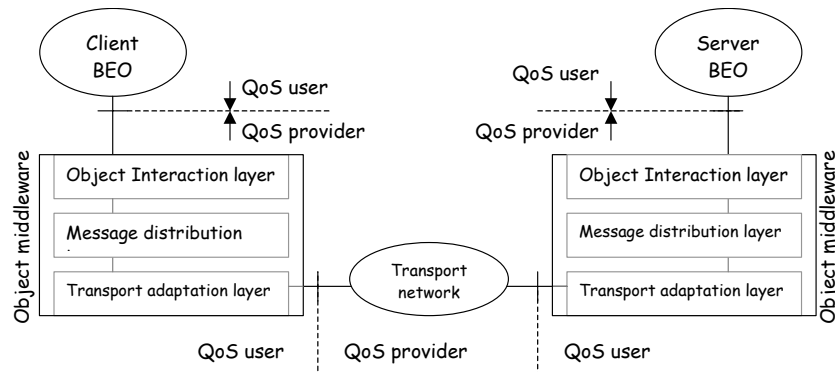 Client
BEO
Server
BEO
QoS user
QoS provider
QoS user
QoS provider
Object middleware
Object Interaction layer
Message distribution
Transport adaptation layer
Transport
network
Object Interaction layer
Message distribution layer
Transport adaptation layer
Object middleware
QoS user
QoS provider
QoS user